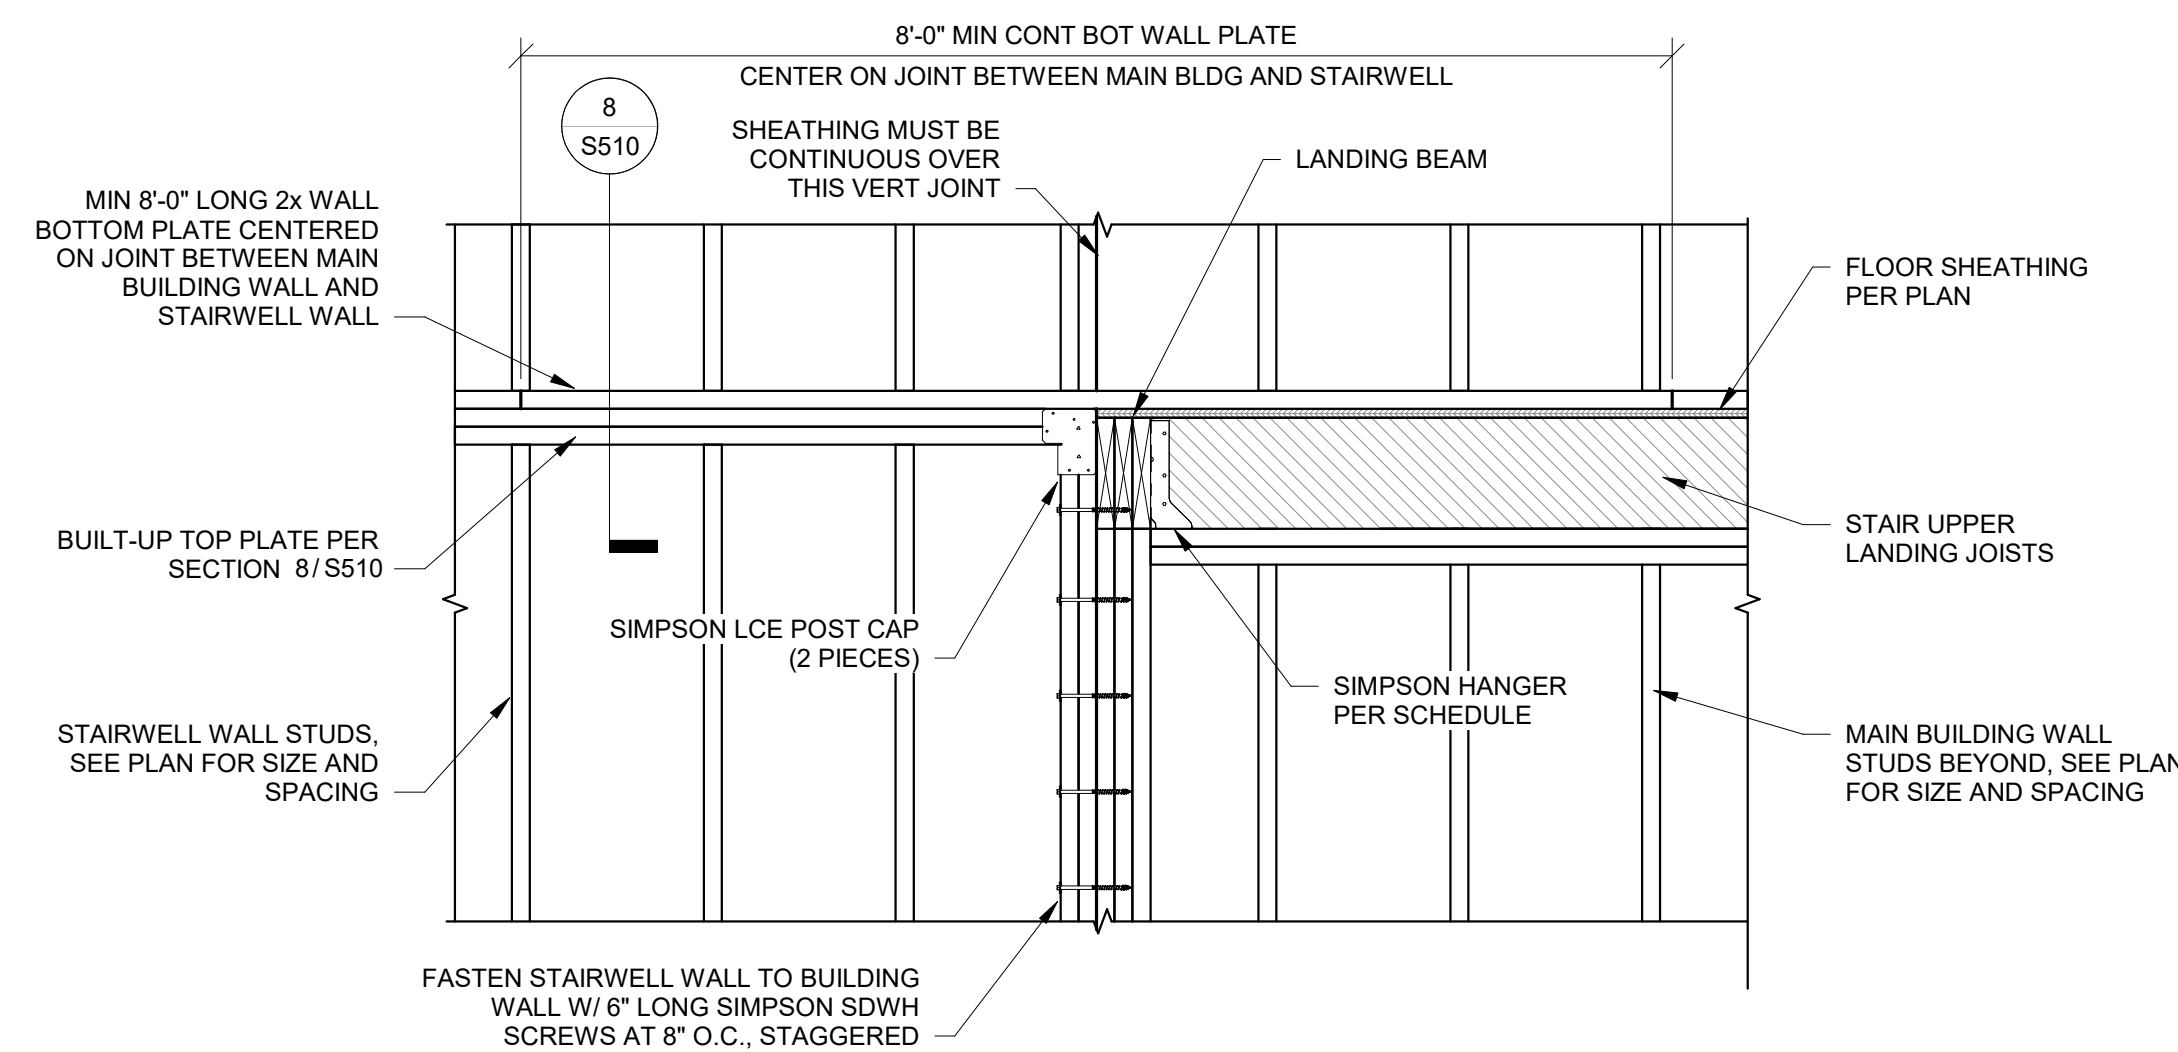 8'-0" MIN CONT BOT WALL PLATE
CENTER ON JOINT BETWEEN MAIN BLDG AND STAIRWELL
8
S510
SHEATHING MUST BE
CONTINUOUS OVER
THIS VERT JOINT
LANDING BEAM
MIN 8'-0" LONG 2x WALL
BOTTOM PLATE CENTERED
ON JOINT BETWEEN MAIN
BUILDING WALL AND
STAIRWELL WALL
FLOOR SHEATHING
PER PLAN
BUILT-UP TOP PLATE PER
SECTION 8/S510
STAIR UPPER
LANDING JOISTS
SIMPSON LCE POST CAP
(2 PIECES)
SIMPSON HANGER
PER SCHEDULE
STAIRWELL WALL STUDS,
SEE PLAN FOR SIZE AND
SPACING
MAIN BUILDING WALL
STUDS BEYOND, SEE PLAN
FOR SIZE AND SPACING
FASTEN STAIRWELL WALL TO BUILDING
WALL W/ 6" LONG SIMPSON SDWH
SCREWS AT 8" O.C., STAGGERED